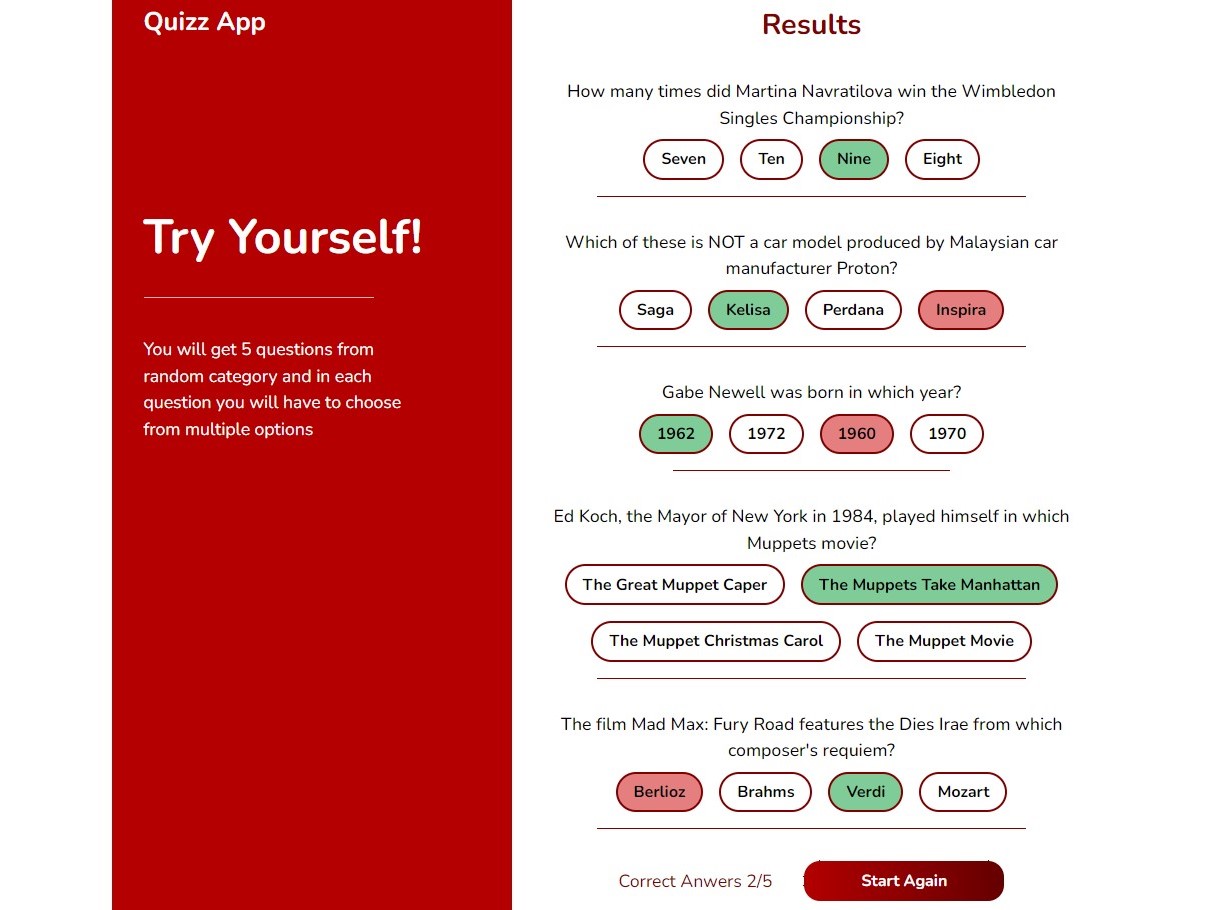 Quizz App
Try Yourself!
You will get 5 questions from
random category and in each
question you will have to choose
from multiple options
Results
How many times did Martina Navratilova win the Wimbledon
Singles Championship?
Seven Ten Nine Eight
Which of these is NOT a car model produced by Malaysian car
manufacturer Proton?
Saga Kelisa Perdana Inspira
Gabe Newell was born in which year?
1962 1972 1960 1970
Ed Koch, the Mayor of New York in 1984, played himself in which
Muppets movie?
The Great Muppet Caper The Muppets Take Manhattan
The Muppet Christmas Carol The Muppet Movie
The film Mad Max: Fury Road features the Dies Irae from which
composer's requiem?
Berlioz Brahms Verdi Mozart
Correct Anwers 2/5 Start Again